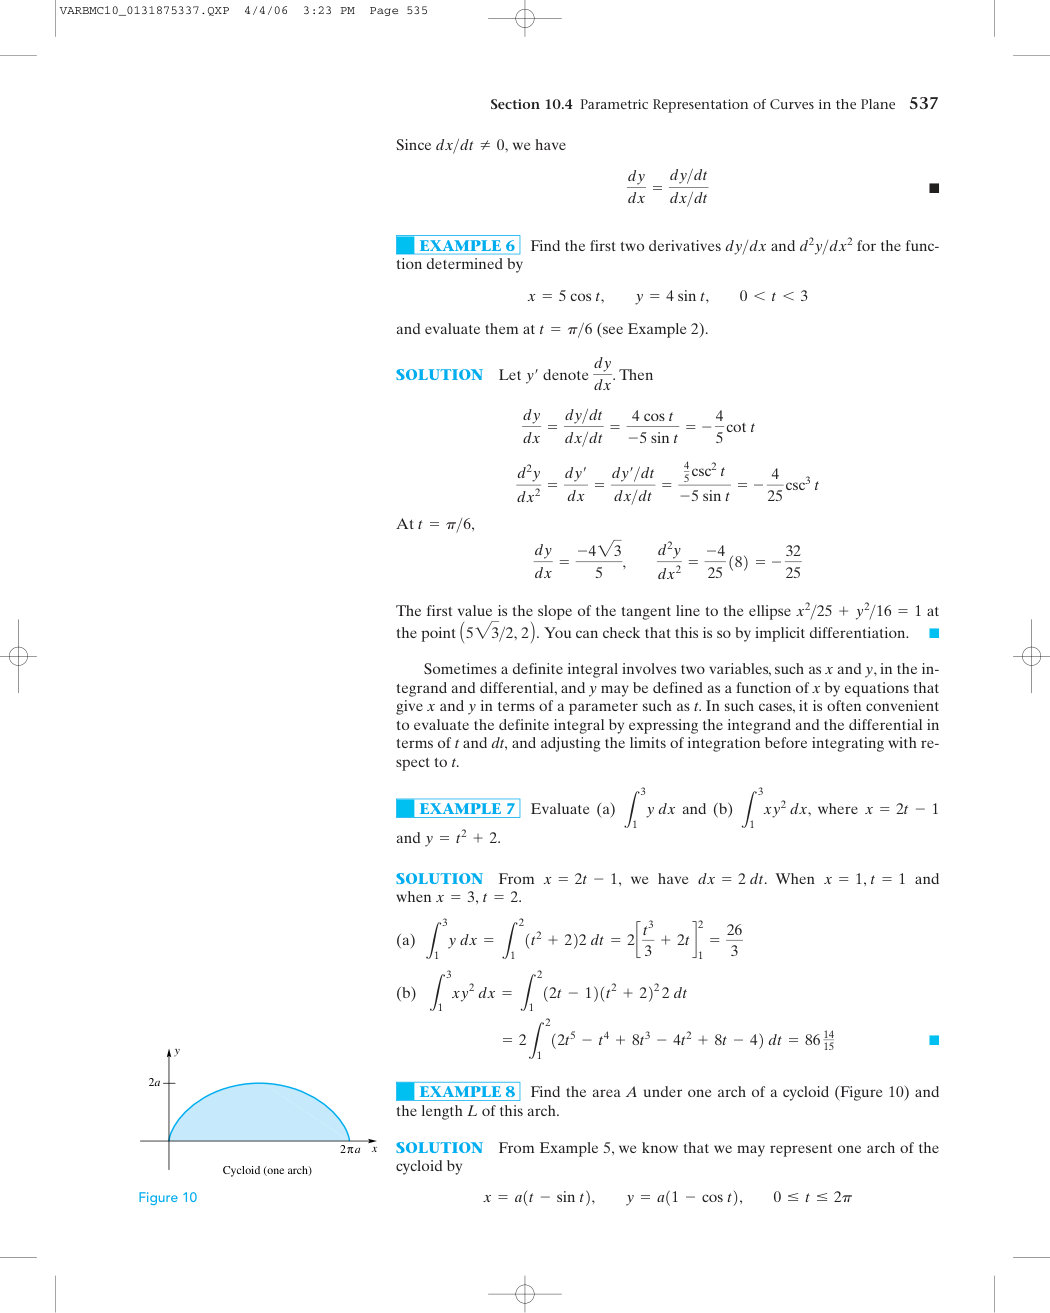 VARBMC10_0131875337.QXP 4/4/06 3:23 PM Page 535
Section 10.4 Parametric Representation of Curves in the Plane 537
Since dx/dt ≠ 0, we have
dy/dx = (dy/dt)/(dx/dt) ■
EXAMPLE 6 Find the first two derivatives dy/dx and d²y/dx² for the func-
tion determined by
x = 5 cos t, y = 4 sin t, 0 < t < 3
and evaluate them at t = π/6 (see Example 2).
SOLUTION Let y′ denote dy/dx. Then
dy/dx = (dy/dt)/(dx/dt) = (4 cos t)/(−5 sin t) = −(4/5) cot t
d²y/dx² = dy′/dx = (dy′/dt)/(dx/dt) = ((4/5) csc² t)/(−5 sin t) = −(4/25) csc³ t
At t = π/6,
dy/dx = (−4√3)/5, d²y/dx² = (−4/25)(8) = −32/25
The first value is the slope of the tangent line to the ellipse x²/25 + y²/16 = 1 at
the point (5√3/2, 2). You can check that this is so by implicit differentiation. ■
Sometimes a definite integral involves two variables, such as x and y, in the in-
tegrand and differential, and y may be defined as a function of x by equations that
give x and y in terms of a parameter such as t. In such cases, it is often convenient
to evaluate the definite integral by expressing the integrand and the differential in
terms of t and dt, and adjusting the limits of integration before integrating with re-
spect to t.
EXAMPLE 7 Evaluate (a) ∫₁³ y dx and (b) ∫₁³ xy² dx, where x = 2t − 1
and y = t² + 2.
SOLUTION From x = 2t − 1, we have dx = 2 dt. When x = 1, t = 1 and
when x = 3, t = 2.
(a) ∫₁³ y dx = ∫₁² (t² + 2)2 dt = 2[t³/3 + 2t]₁² = 26/3
(b) ∫₁³ xy² dx = ∫₁² (2t − 1)(t² + 2)² 2 dt
= 2 ∫₁² (2t⁵ − t⁴ + 8t³ − 4t² + 8t − 4) dt = 86 14/15 ■
EXAMPLE 8 Find the area A under one arch of a cycloid (Figure 10) and
the length L of this arch.
SOLUTION From Example 5, we know that we may represent one arch of the
cycloid by
x = a(t − sin t), y = a(1 − cos t), 0 ≤ t ≤ 2π
y
2a
2πa x
Cycloid (one arch)
Figure 10